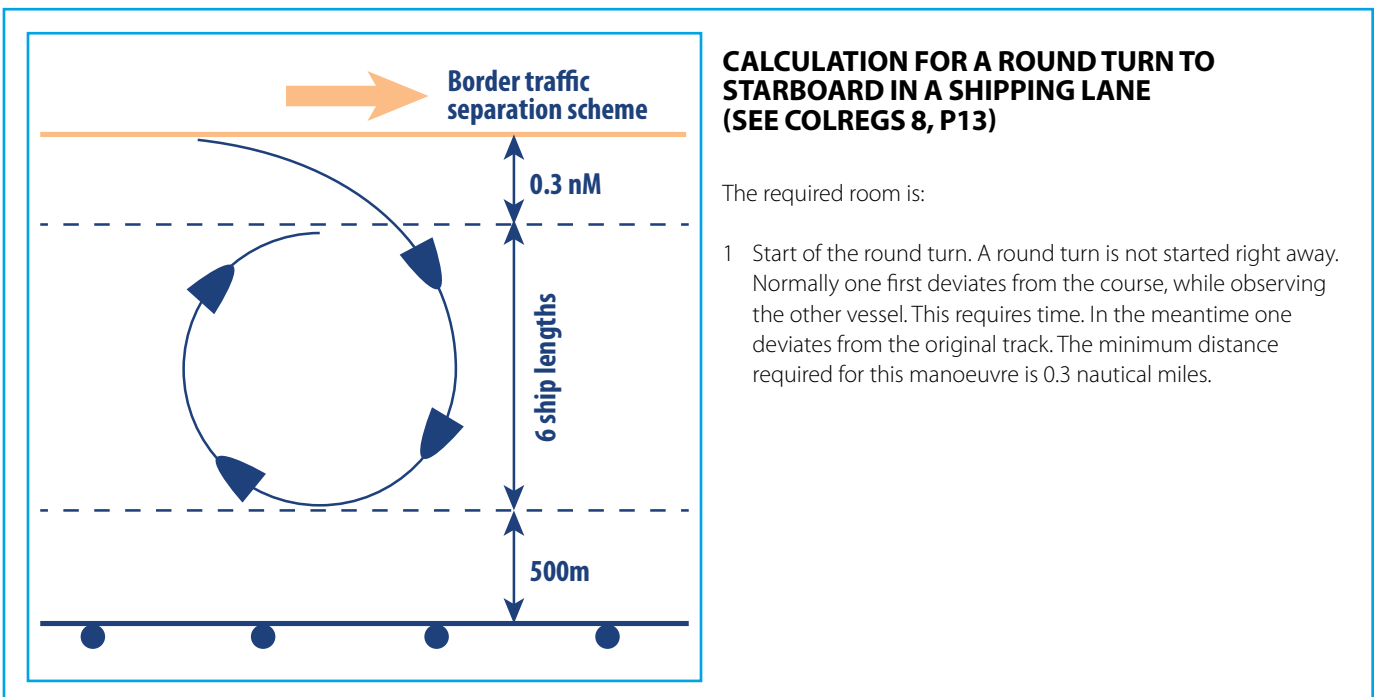 Border traffic
separation scheme
0.3 nM
6 ship lengths
500m
CALCULATION FOR A ROUND TURN TO
STARBOARD IN A SHIPPING LANE
(SEE COLREGS 8, P13)
The required room is:
1 Start of the round turn. A round turn is not started right away.
Normally one first deviates from the course, while observing
the other vessel. This requires time. In the meantime one
deviates from the original track. The minimum distance
required for this manoeuvre is 0.3 nautical miles.